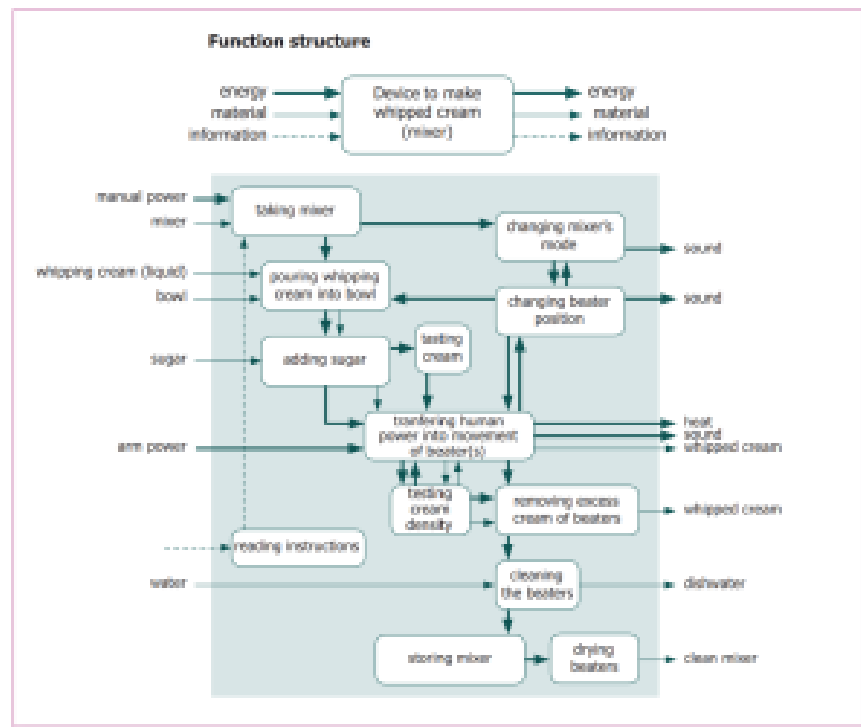 Function structure
energy
material
information
Device to make
whipped cream
(mixer)
energy
material
information
manual power
mixer
taking mixer
changing mixer's
mode
sound
whipping cream (liquid)
bowl
pouring whipping
cream into bowl
changing beater
position
sound
sugar
adding sugar
tasting
cream
tranfering human
power into movement
of beater(s)
heat
sound
whipped cream
arm power
testing
cream
density
removing excess
cream of beaters
whipped cream
reading instructions
water
cleaning
the beaters
dishwater
storing mixer
drying
beaters
clean mixer